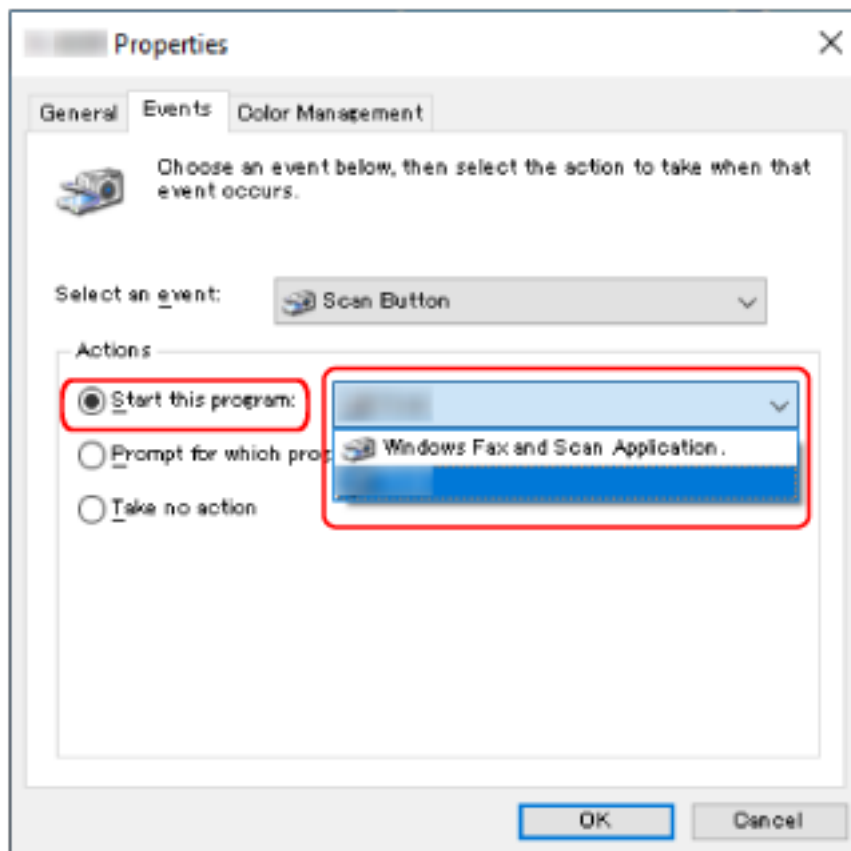 Properties
General Events Color Management
Choose an event below, then select the action to take when that
event occurs.
Select an event:
Scan Button
Actions
Start this program:
Prompt for which
Windows Fax and Scan Application.
Take no action
OK Cancel